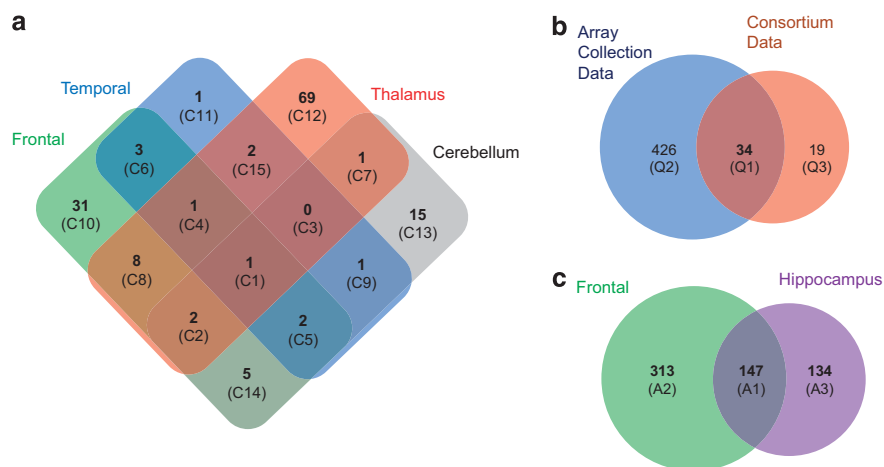 a
Temporal
Thalamus
Frontal
Cerebellum
1
(C11)
69
(C12)
3
(C6)
2
(C15)
1
(C7)
31
(C10)
1
(C4)
0
(C3)
15
(C13)
8
(C8)
1
(C1)
1
(C9)
2
(C2)
2
(C5)
5
(C14)
b
Array
Collection
Data
Consortium
Data
426
(Q2)
34
(Q1)
19
(Q3)
c
Frontal
Hippocampus
313
(A2)
147
(A1)
134
(A3)